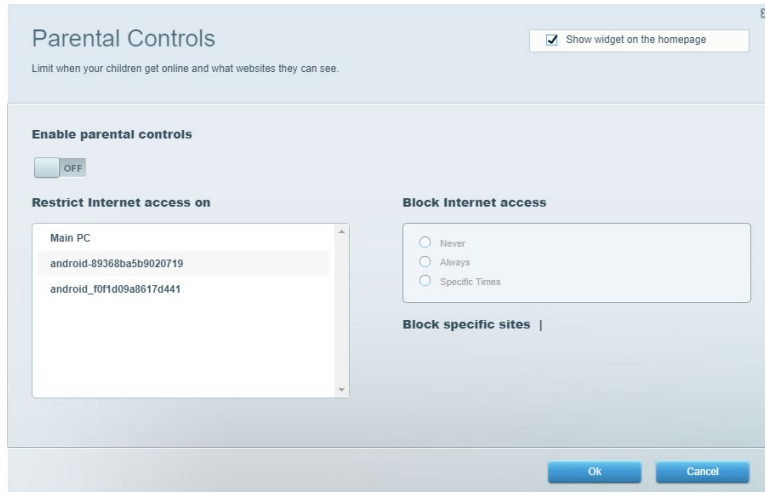 Parental Controls
Show widget on the homepage
Limit when your children get online and what websites they can see.
Enable parental controls
OFF
Restrict Internet access on
Main PC
android-89368ba5b9020719
android_f0f1d09a8617d441
Block Internet access
Never
Always
Specific Times
Block specific sites |
Ok
Cancel